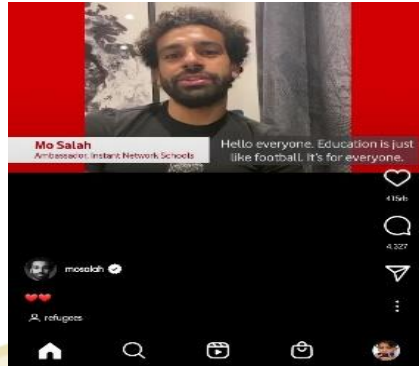 Mo Salah
Ambassador, Instant Network Schools
Hello everyone. Education is just
like football. It's for everyone.
4,327
mosalah
refugees